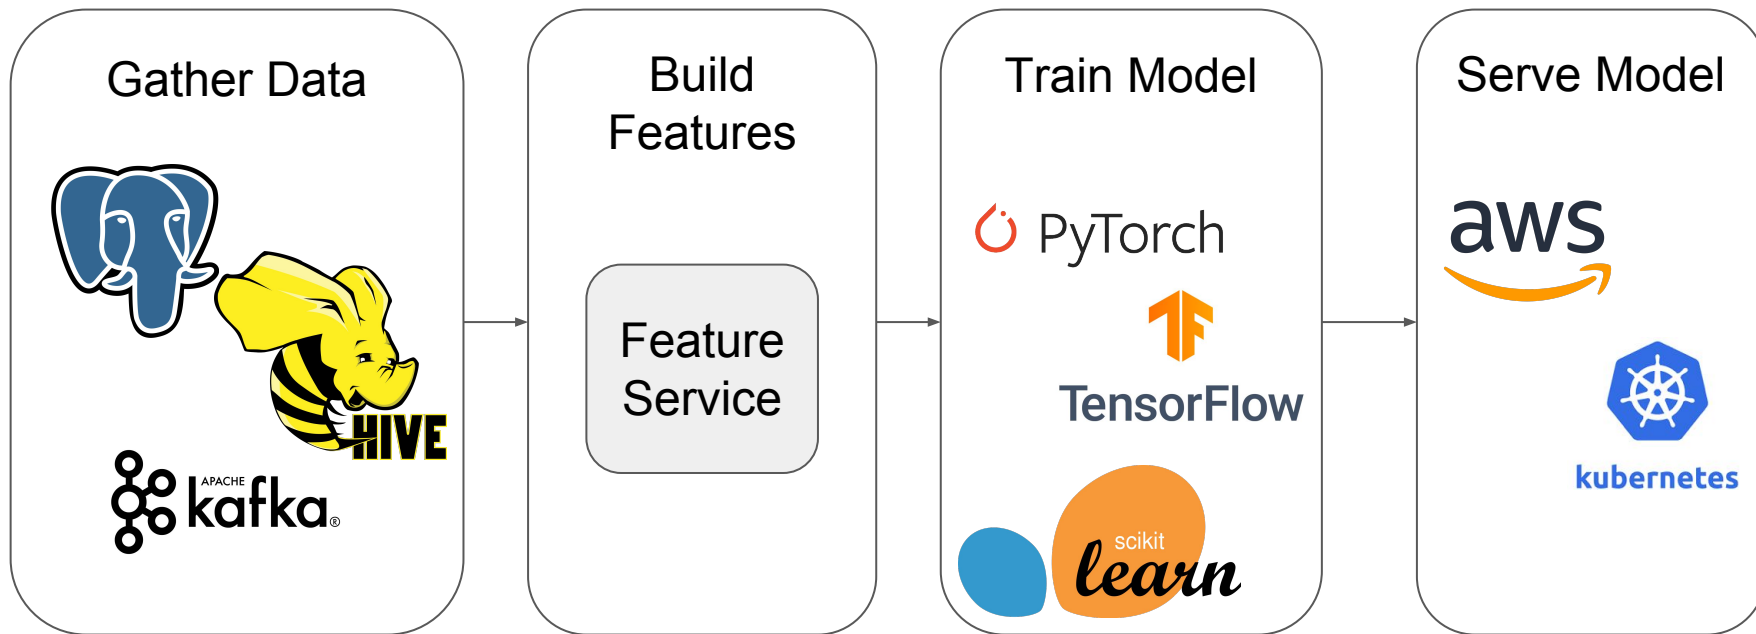 Gather Data
HIVE
APACHE
kafka®
Build
Features
Feature
Service
Train Model
PyTorch
TensorFlow
scikit
learn
Serve Model
aws
kubernetes